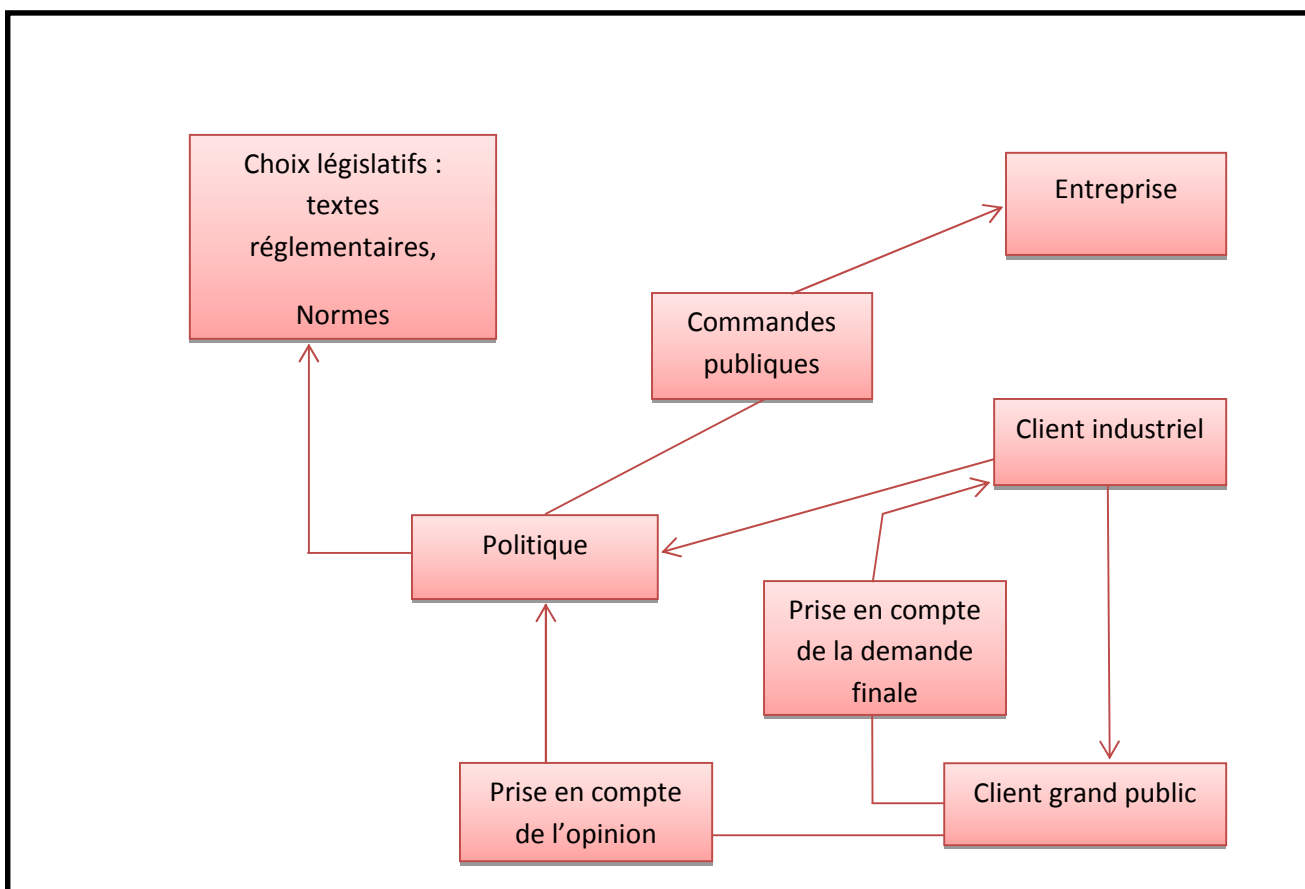 Choix législatifs :
textes
réglementaires,
Normes
Entreprise
Commandes
publiques
Client industriel
Politique
Prise en compte
de la demande
finale
Prise en compte
de l’opinion
Client grand public